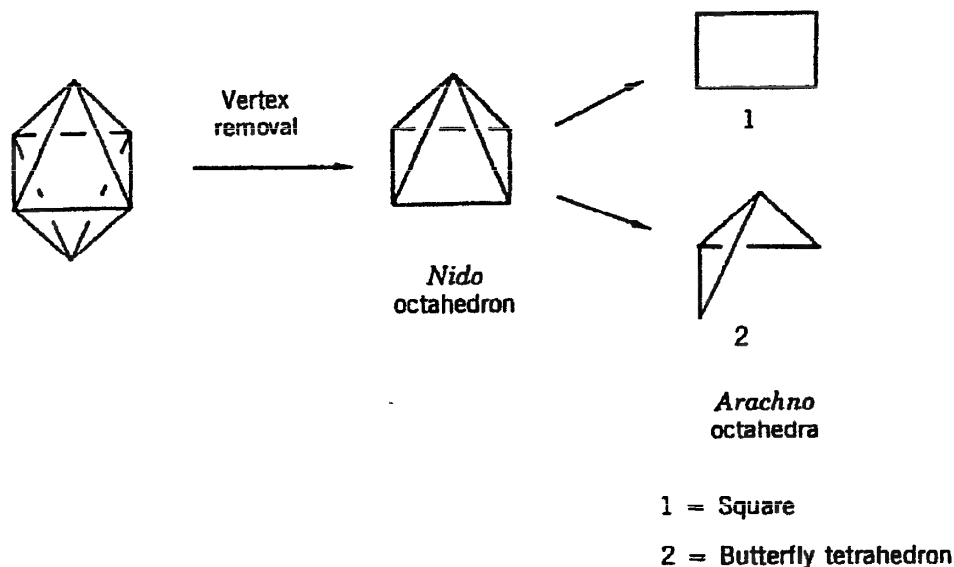 Vertex
removal
1
Nido
octahedron
2
Arachno
octahedra
1 = Square
2 = Butterfly tetrahedron